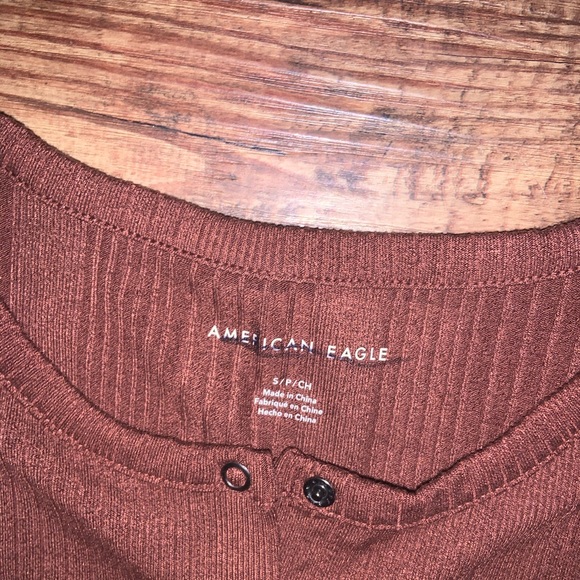 AMERICAN EAGLE
S/P/CH
Made in China
Fabriqué en Chine
Hecho en China